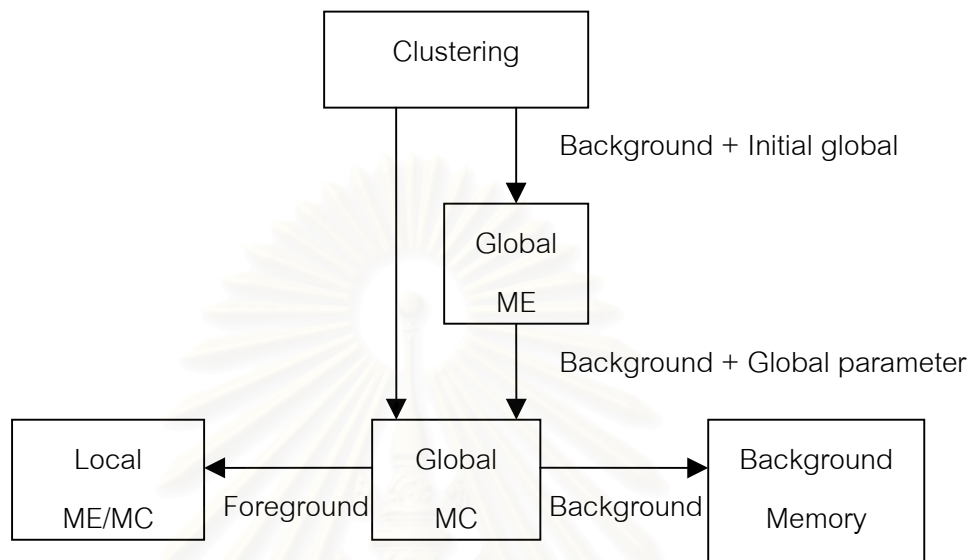 Clustering
Background + Initial global
Global
ME
Background + Global parameter
Local
ME/MC
Foreground
Global
MC
Background
Background
Memory